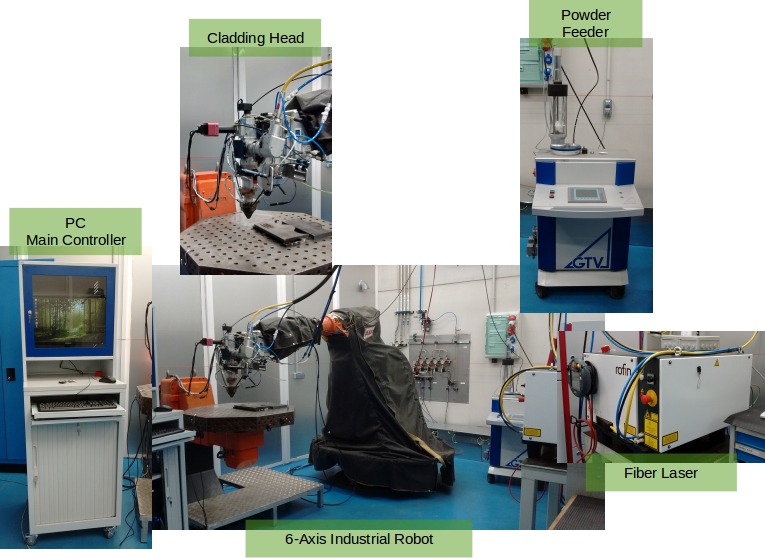 Cladding Head
Powder
Feeder
PC
Main Controller
GTV
rofin
Fiber Laser
6-Axis Industrial Robot